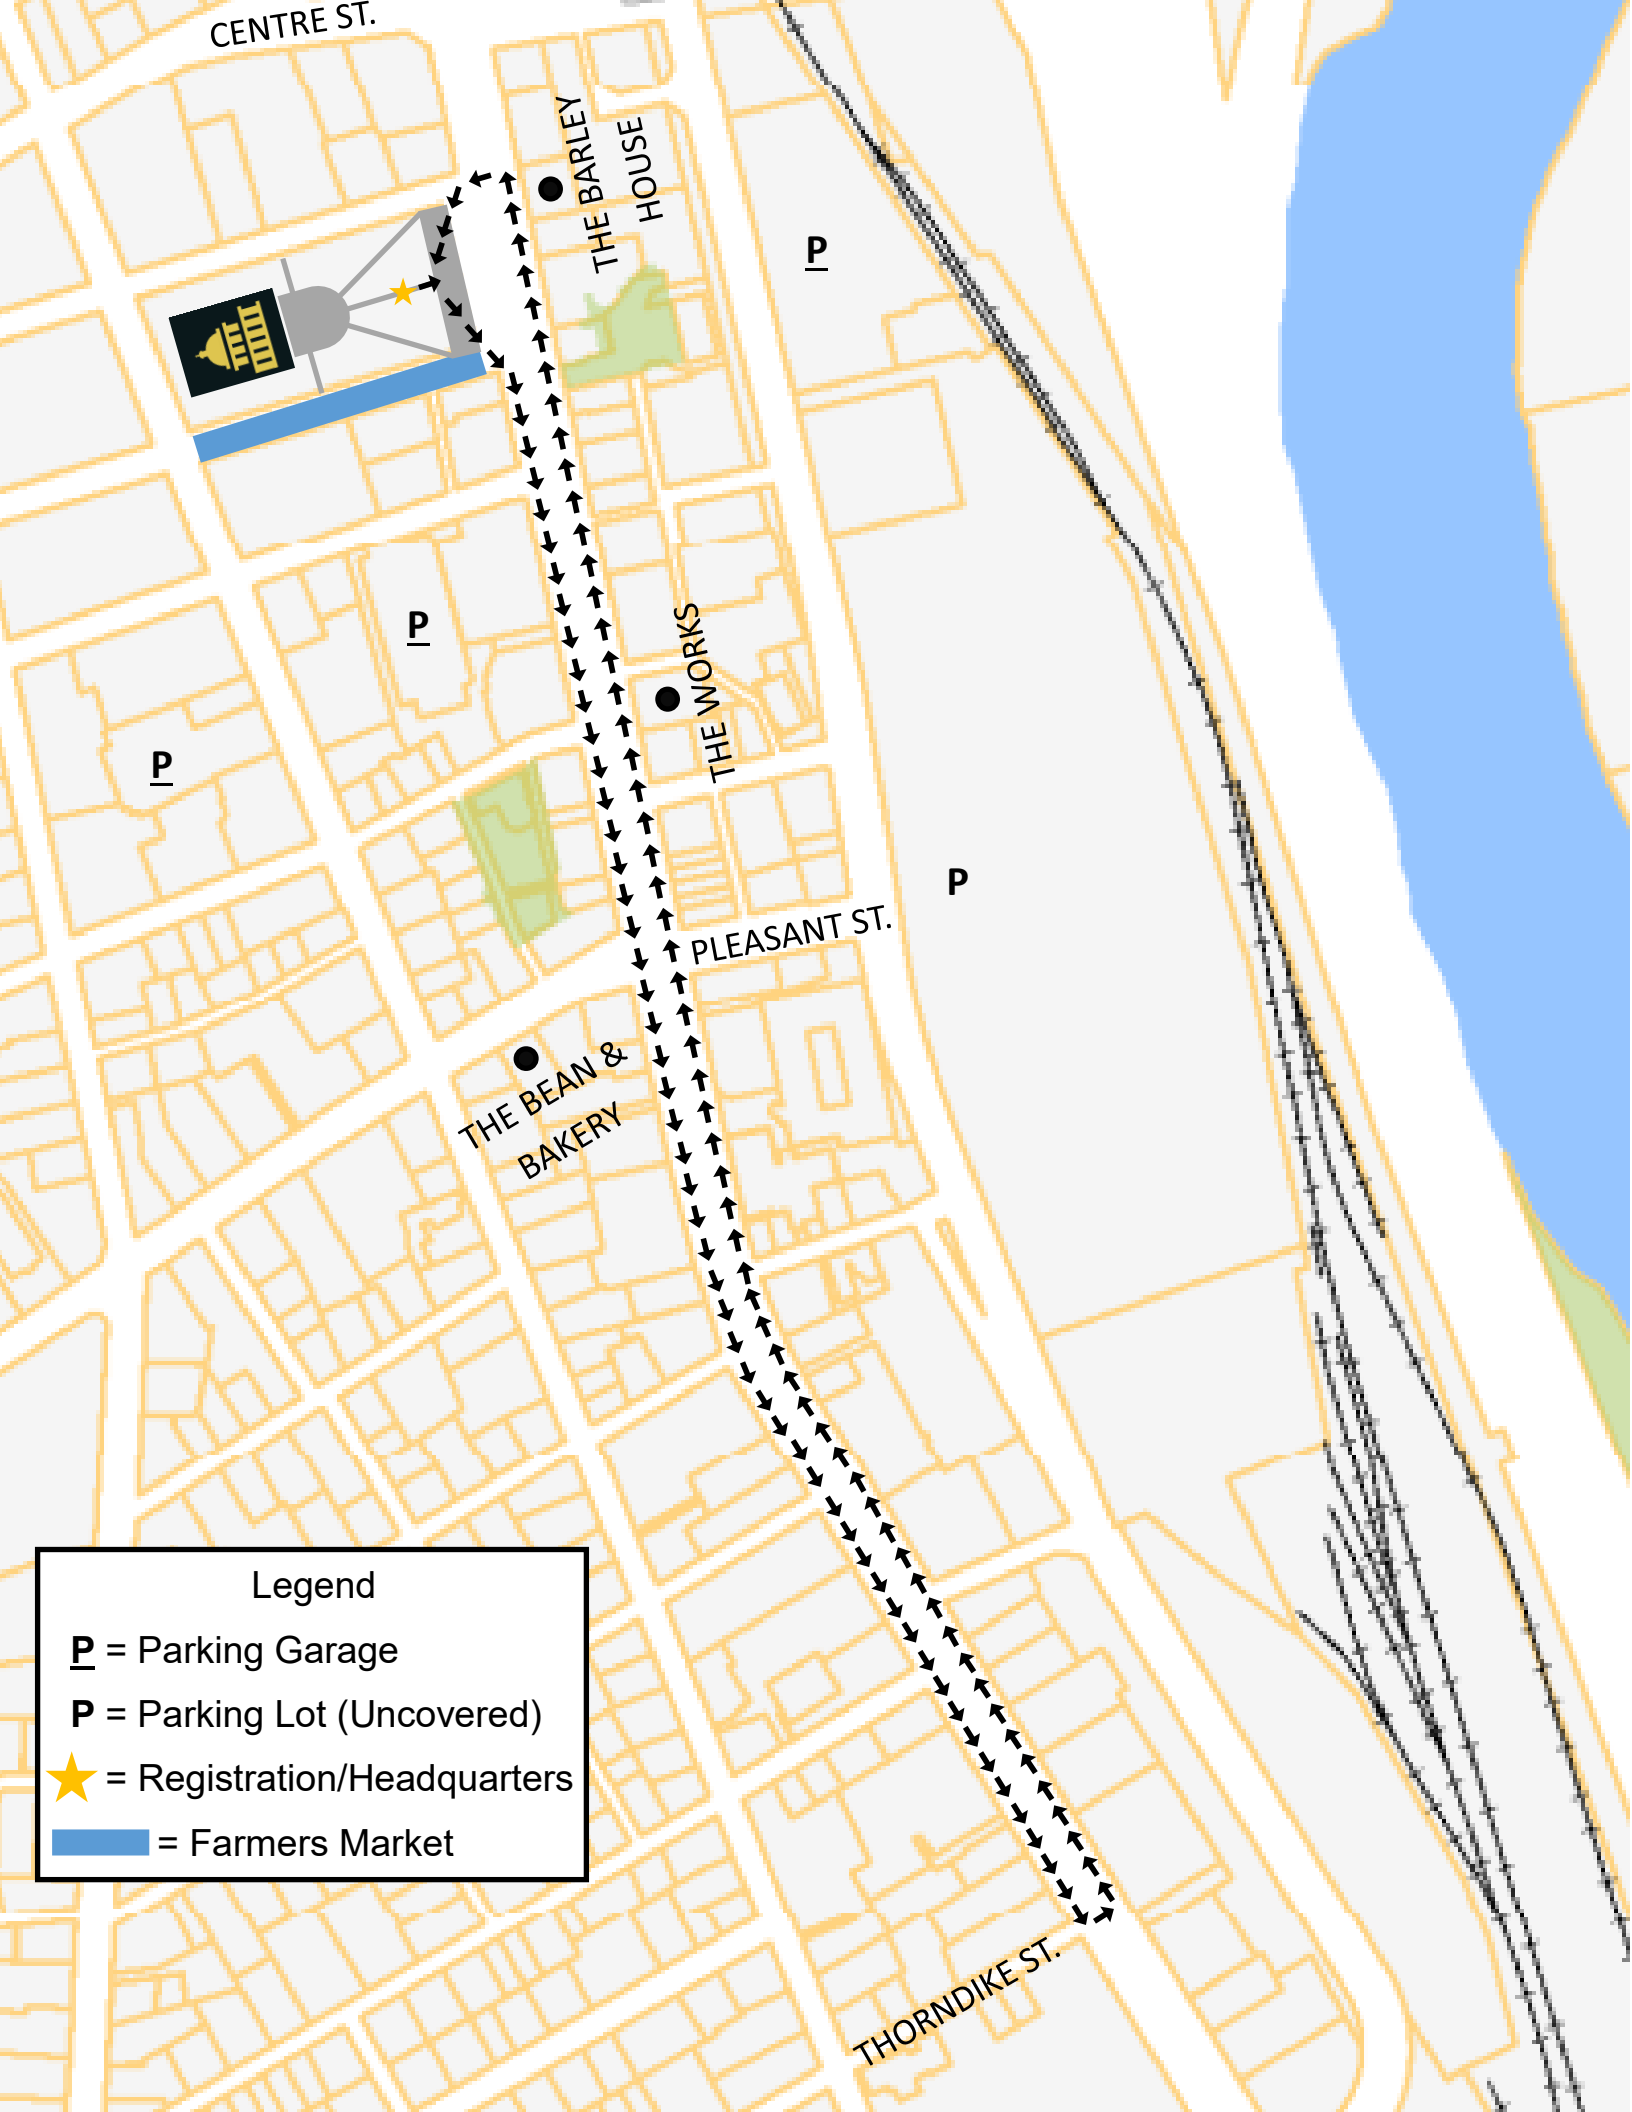 CENTRE ST.
THE BARLEY
HOUSE
P
P
THE WORKS
P
P
PLEASANT ST.
THE BEAN &
BAKERY
Legend
P = Parking Garage
P = Parking Lot (Uncovered)
= Registration/Headquarters
= Farmers Market
THORNDIKE ST.